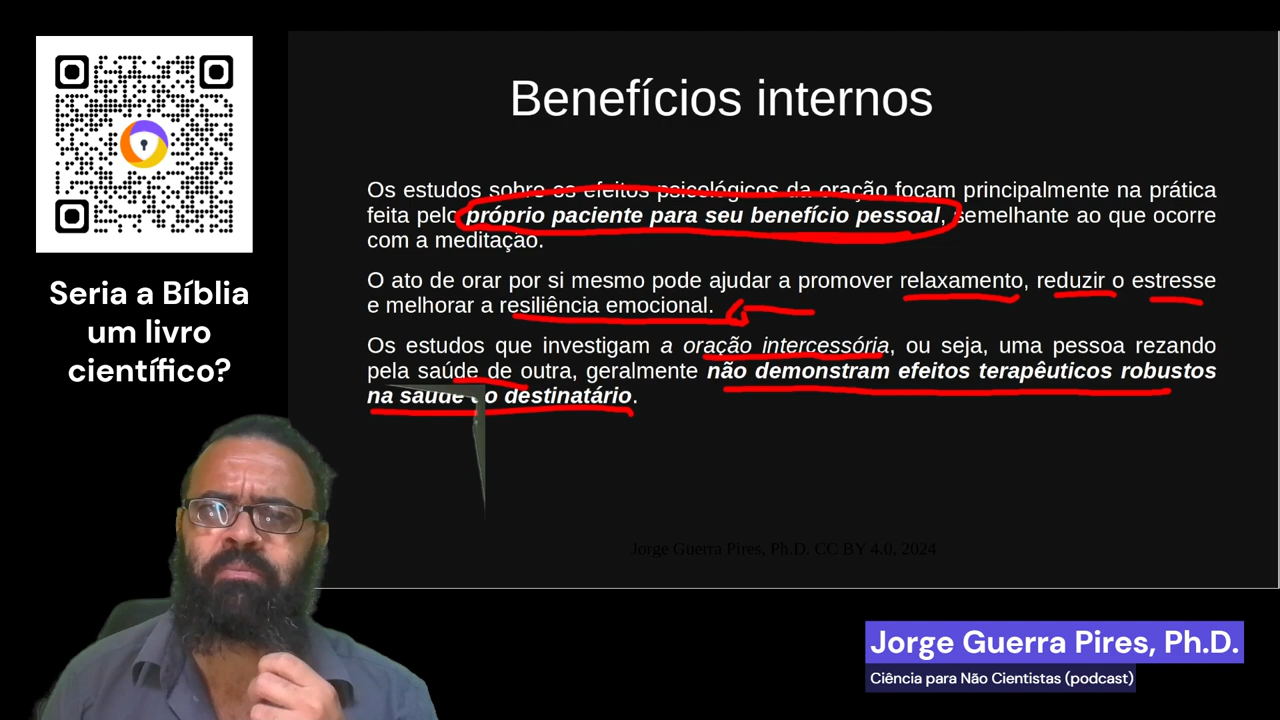 Seria a Bíblia
um livro
científico?
Benefícios internos
Os estudos sobre os efeitos psicológicos da oração focam principalmente na prática
feita pelo próprio paciente para seu benefício pessoal, semelhante ao que ocorre
com a meditação.
O ato de orar por si mesmo pode ajudar a promover relaxamento, reduzir o estresse
e melhorar a resiliência emocional.
Os estudos que investigam a oração intercessória, ou seja, uma pessoa rezando
pela saúde de outra, geralmente não demonstram efeitos terapêuticos robustos
na saúde do destinatário.
Jorge Guerra Pires, Ph.D. CC BY 4.0, 2024
Jorge Guerra Pires, Ph.D.
Ciência para Não Cientistas (podcast)